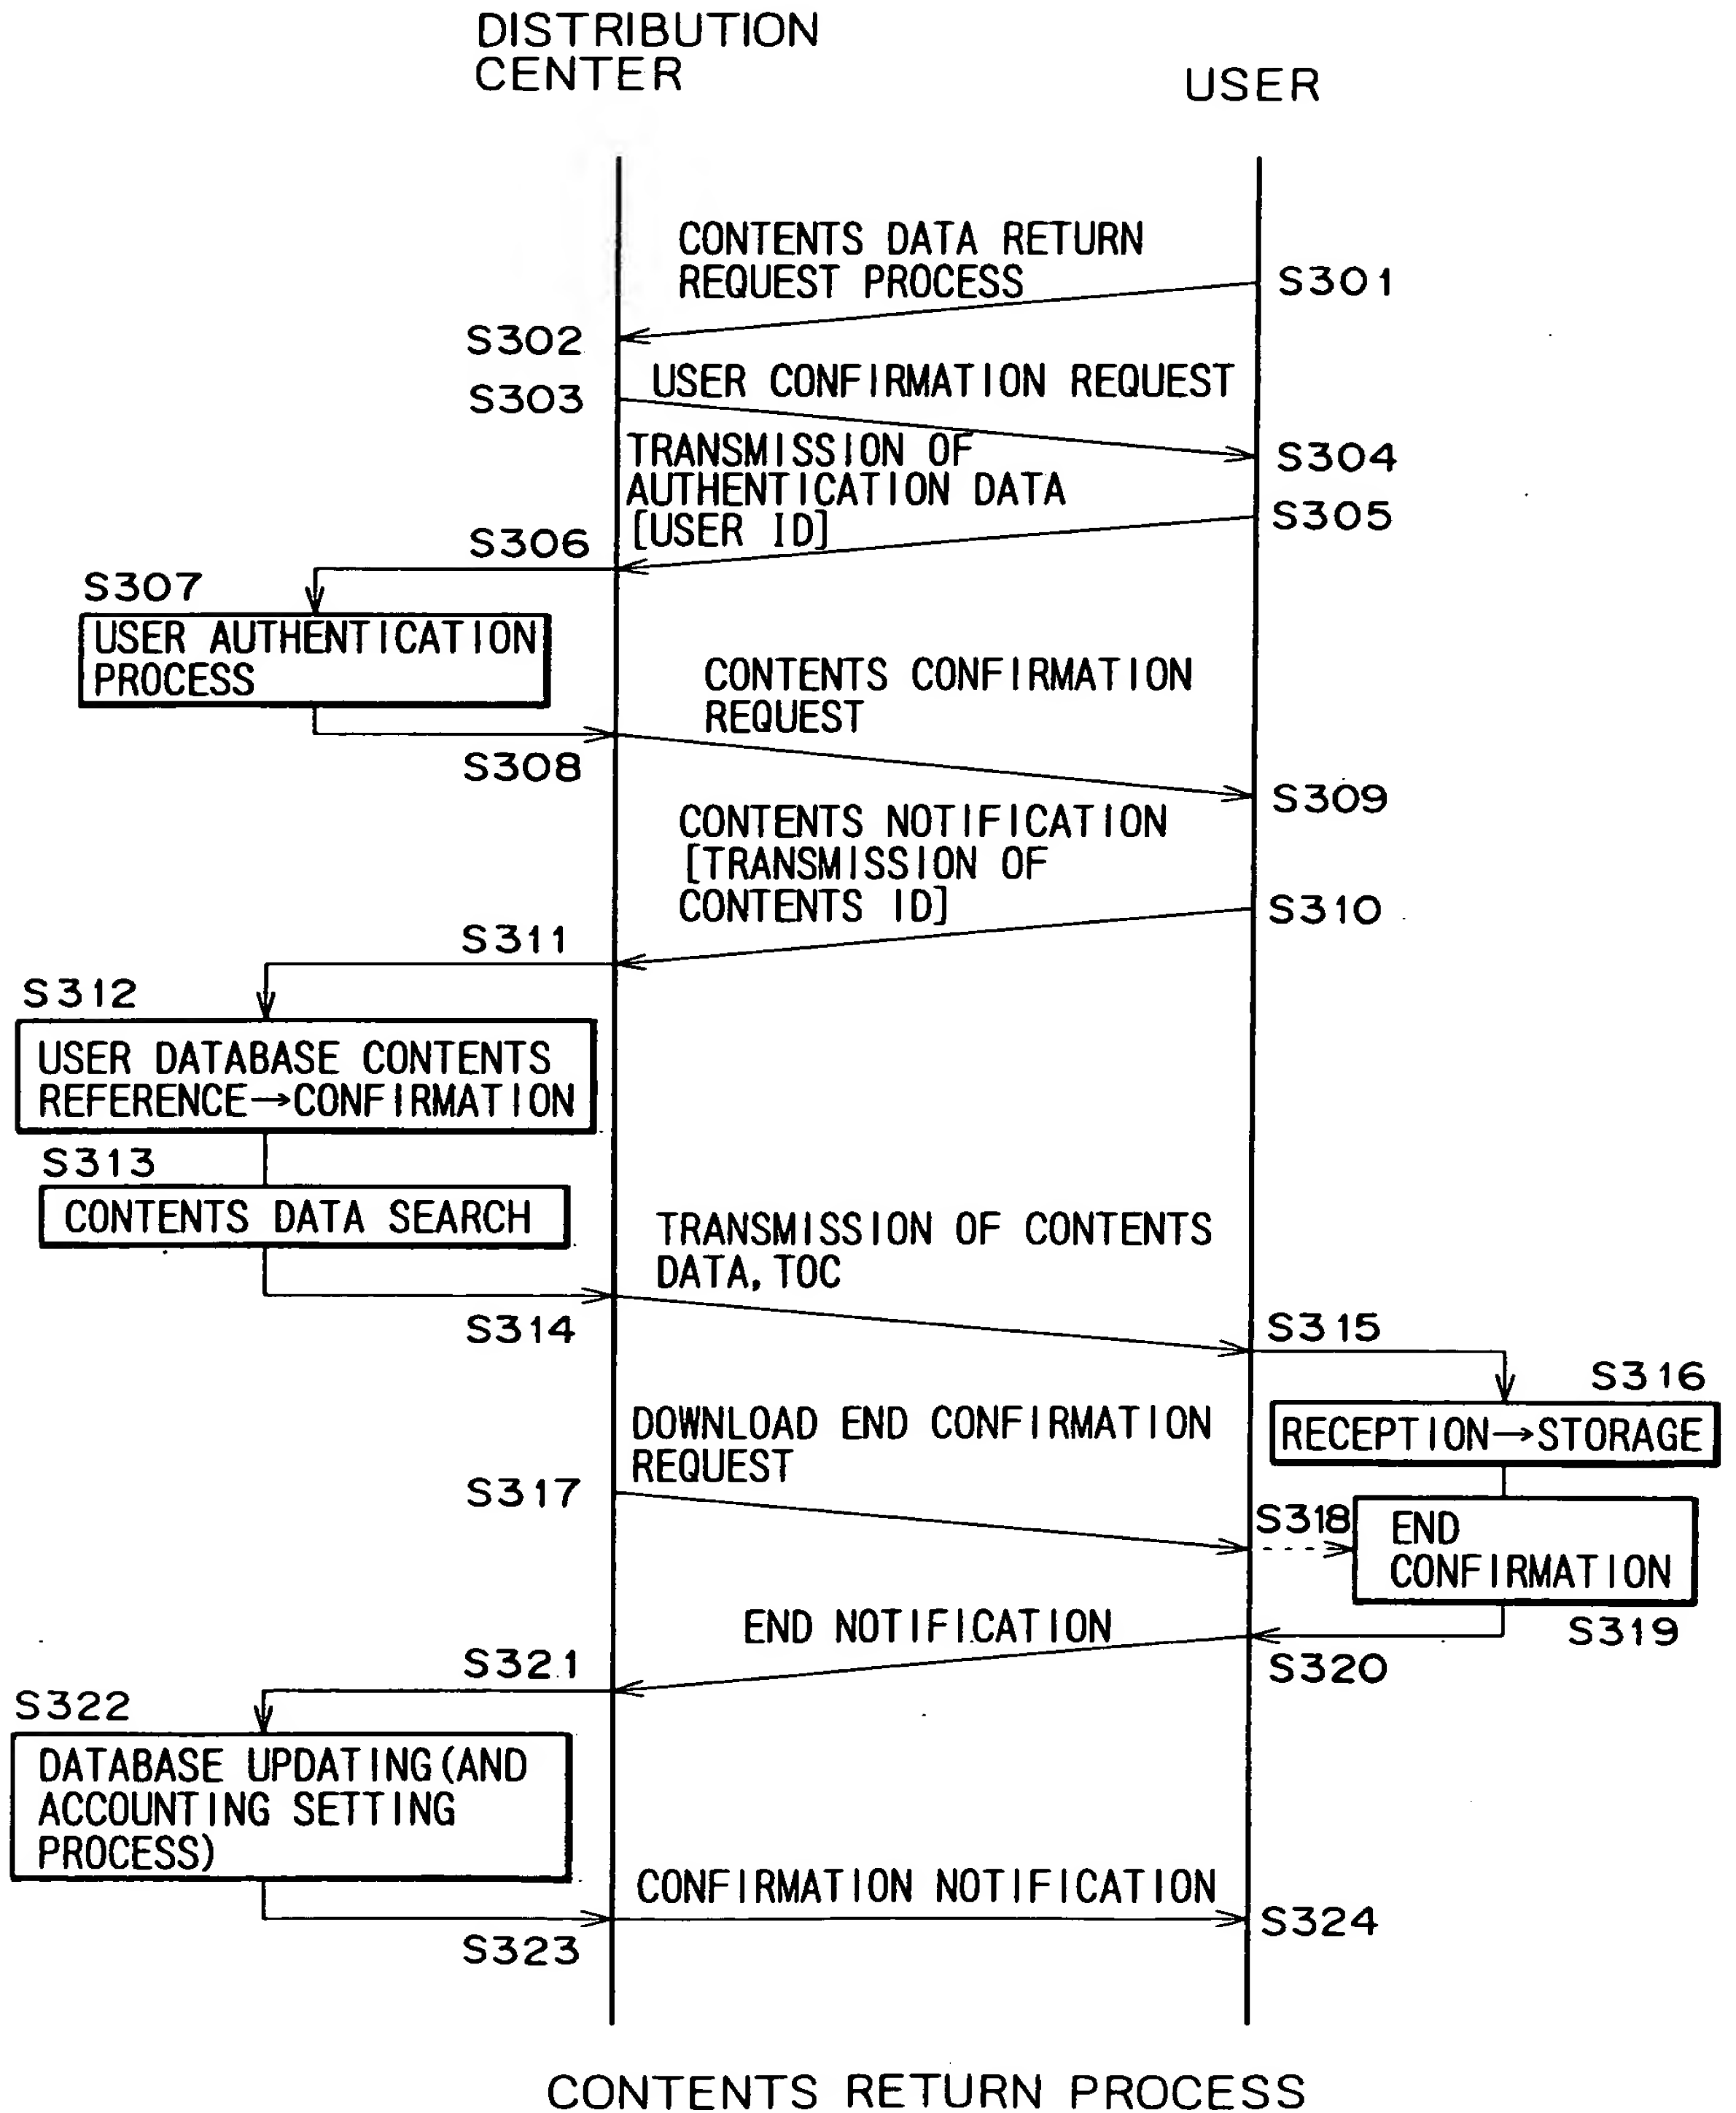 DISTRIBUTION
CENTER
USER
CONTENTS DATA RETURN
REQUEST PROCESS
S301
S302
USER CONFIRMATION REQUEST
S303
TRANSMISSION OF
AUTHENTICATION DATA
[USER ID]
S304
S305
S306
S307
USER AUTHENTICATION
PROCESS
CONTENTS CONFIRMATION
REQUEST
S308
S309
CONTENTS NOTIFICATION
[TRANSMISSION OF
CONTENTS ID]
S310
S311
S312
USER DATABASE CONTENTS
REFERENCE→CONFIRMATION
S313
CONTENTS DATA SEARCH
TRANSMISSION OF CONTENTS
DATA, TOC
S314
S315
S316
RECEPTION→STORAGE
DOWNLOAD END CONFIRMATION
REQUEST
S317
S318
END
CONFIRMATION
S319
END NOTIFICATION
S320
S321
S322
DATABASE UPDATING(AND
ACCOUNTING SETTING
PROCESS)
CONFIRMATION NOTIFICATION
S323
S324
CONTENTS RETURN PROCESS